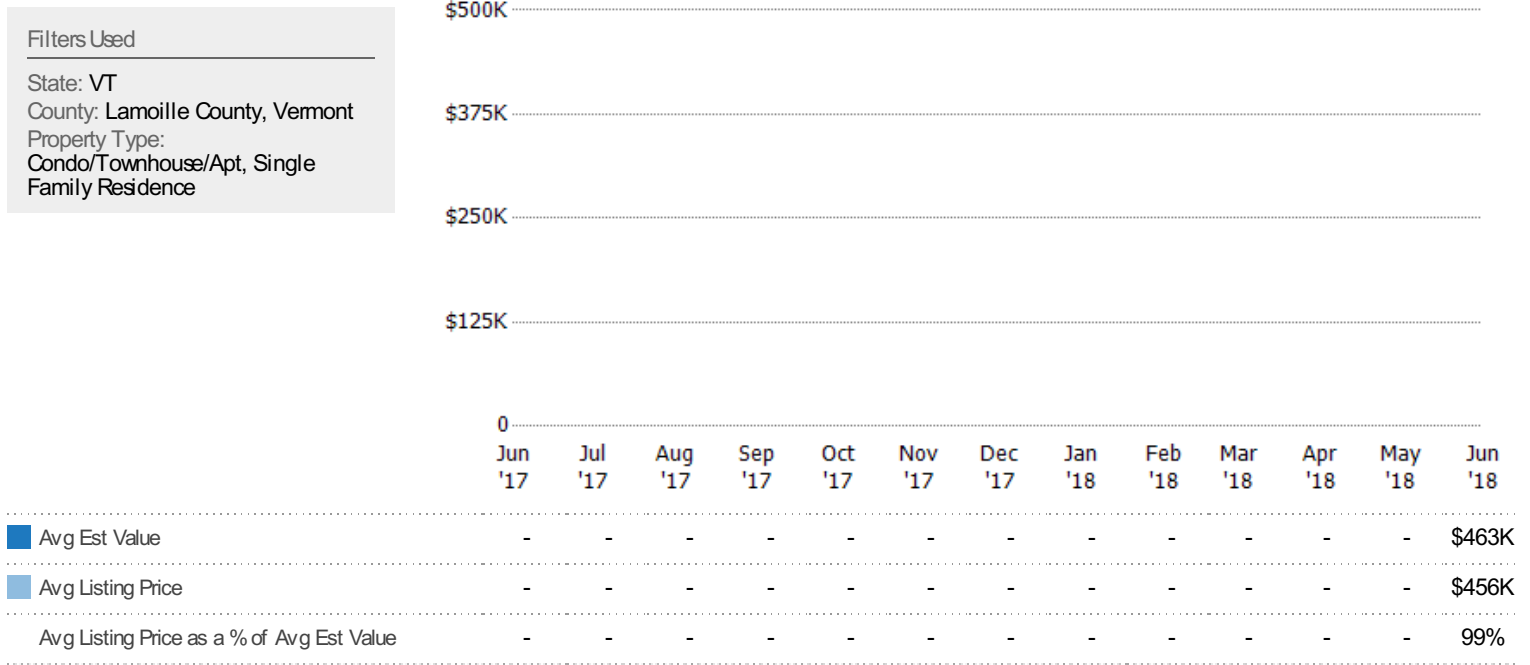 Filters Used
State: VT
County: Lamoille County, Vermont
Property Type:
Condo/Townhouse/Apt, Single
Family Residence
$500K
$375K
$250K
$125K
0
Jun Jul Aug Sep Oct Nov Dec Jan Feb Mar Apr May Jun
'17 '17 '17 '17 '17 '17 '17 '18 '18 '18 '18 '18 '18
Avg Est Value - - - - - - - - - - - - $463K
Avg Listing Price - - - - - - - - - - - - $456K
Avg Listing Price as a % of Avg Est Value - - - - - - - - - - - - 99%